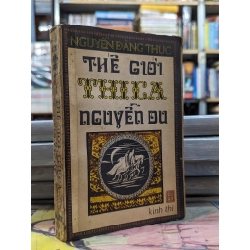 NGUYỄN ĐĂNG THỤC
THẾ GIỚI
THI CA
NGUYỄN DU
kinh thi